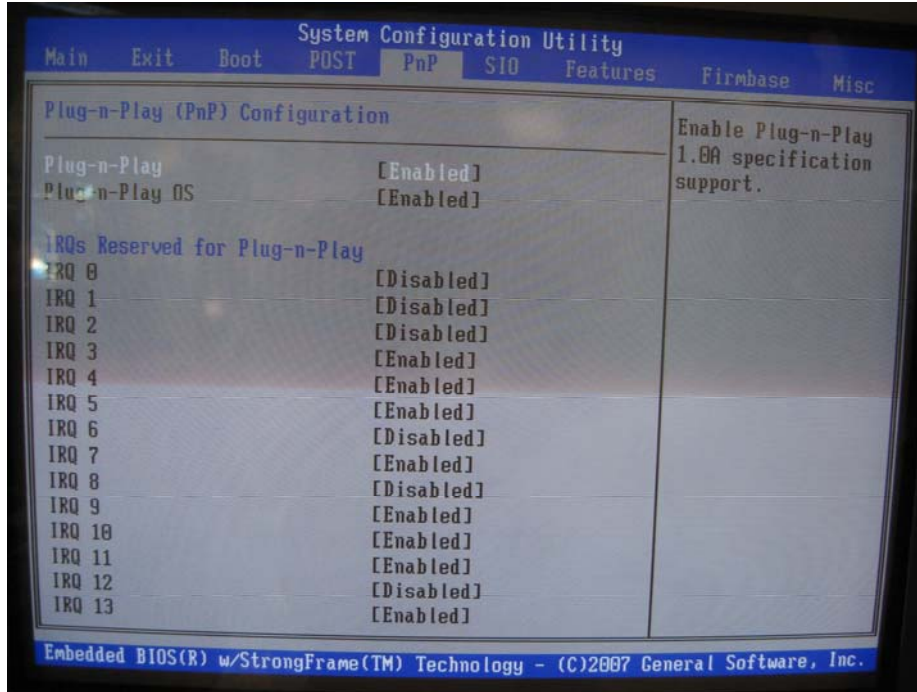 System Configuration Utility
Main Exit Boot POST PnP SIO Features Firmbase Misc
Plug-n-Play (PnP) Configuration
Plug-n-Play [Enabled]
Plug-n-Play OS [Enabled]
IRQs Reserved for Plug-n-Play
IRQ 0 [Disabled]
IRQ 1 [Disabled]
IRQ 2 [Disabled]
IRQ 3 [Enabled]
IRQ 4 [Enabled]
IRQ 5 [Enabled]
IRQ 6 [Disabled]
IRQ 7 [Enabled]
IRQ 8 [Disabled]
IRQ 9 [Enabled]
IRQ 10 [Enabled]
IRQ 11 [Enabled]
IRQ 12 [Disabled]
IRQ 13 [Enabled]
Enable Plug-n-Play
1.0A specification
support.
Embedded BIOS(R) w/StrongFrame(TM) Technology - (C)2007 General Software, Inc.